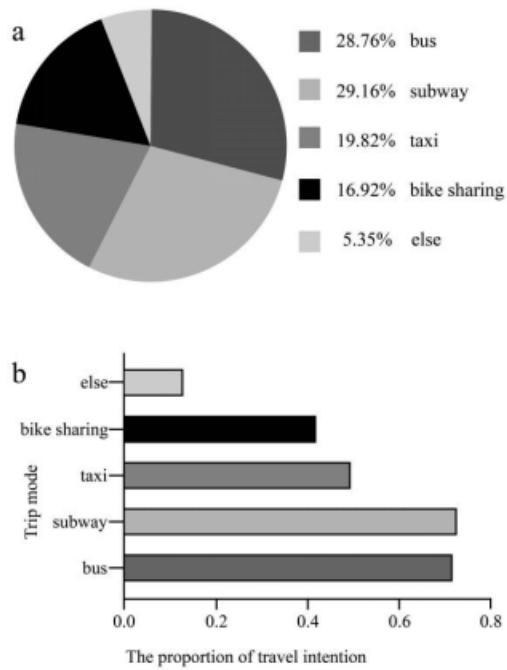 a
28.76% bus
29.16% subway
19.82% taxi
16.92% bike sharing
5.35% else
b
else
bike sharing
taxi
subway
bus
Trip mode
0.0 0.2 0.4 0.6 0.8
The proportion of travel intention